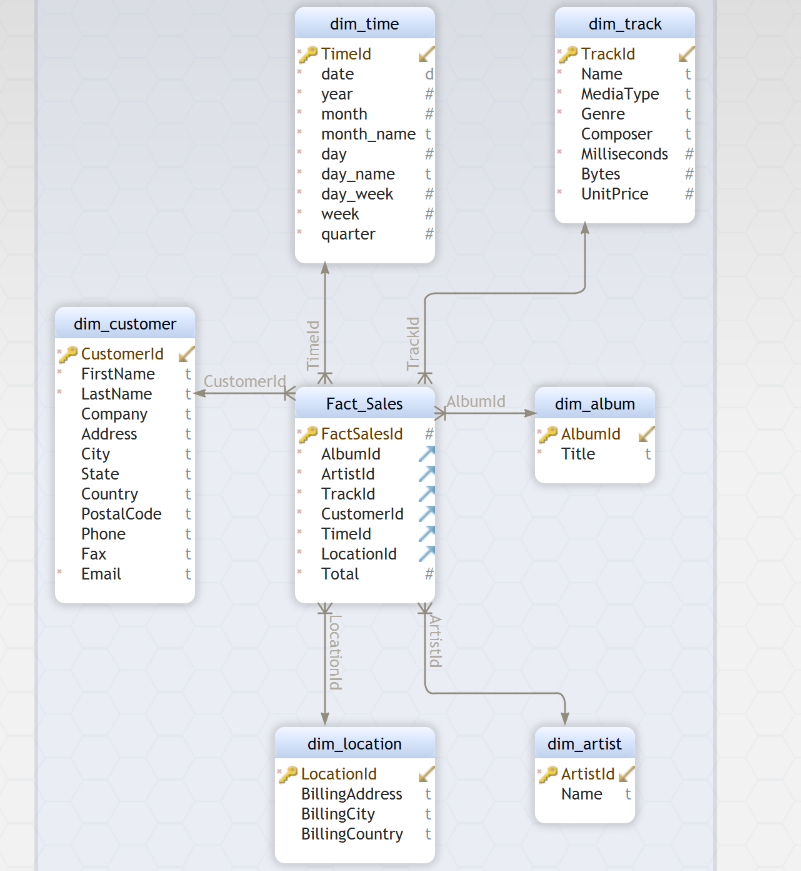 dim_time
TimeId
date d
year #
month #
month_name t
day #
day_name t
day_week #
week #
quarter #
dim_track
TrackId
Name t
MediaType t
Genre t
Composer t
Milliseconds #
Bytes #
UnitPrice #
TimeId
TrackId
dim_customer
CustomerId
FirstName t
LastName t
Company t
Address t
City t
State t
Country t
PostalCode t
Phone t
Fax t
Email t
CustomerId
Fact_Sales
FactSalesId #
AlbumId
ArtistId
TrackId
CustomerId
TimeId
LocationId
Total #
AlbumId
dim_album
AlbumId
Title t
LocationId
ArtistId
dim_location
LocationId
BillingAddress t
BillingCity t
BillingCountry t
dim_artist
ArtistId
Name t